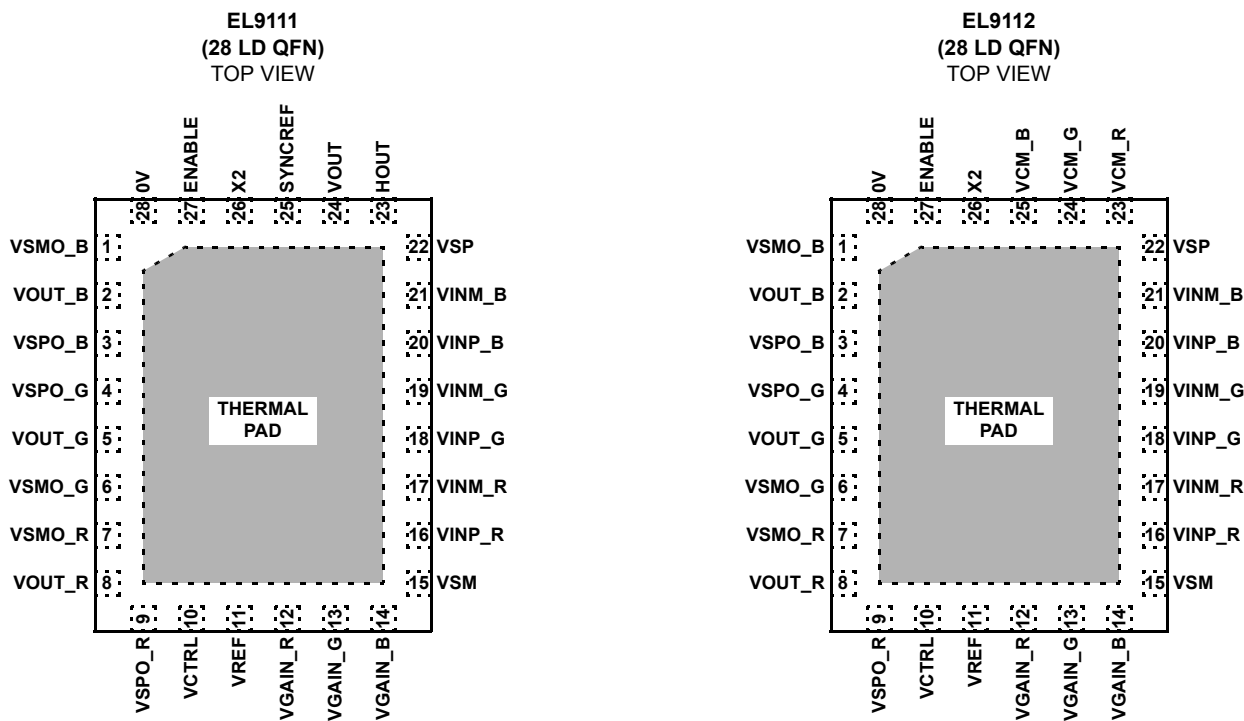 EL9111
(28 LD QFN)
TOP VIEW
28 0V
27 ENABLE
26 X2
25 SYNCREF
24 VOUT
23 HOUT
VSMO_B 1
VOUT_B 2
VSPO_B 3
VSPO_G 4
VOUT_G 5
VSMO_G 6
VSMO_R 7
VOUT_R 8
THERMAL
PAD
22 VSP
21 VINM_B
20 VINP_B
19 VINM_G
18 VINP_G
17 VINM_R
16 VINP_R
15 VSM
VSPO_R 9
VCTRL 10
VREF 11
VGAIN_R 12
VGAIN_G 13
VGAIN_B 14
EL9112
(28 LD QFN)
TOP VIEW
28 0V
27 ENABLE
26 X2
25 VCM_B
24 VCM_G
23 VCM_R
VSMO_B 1
VOUT_B 2
VSPO_B 3
VSPO_G 4
VOUT_G 5
VSMO_G 6
VSMO_R 7
VOUT_R 8
THERMAL
PAD
22 VSP
21 VINM_B
20 VINP_B
19 VINM_G
18 VINP_G
17 VINM_R
16 VINP_R
15 VSM
VSPO_R 9
VCTRL 10
VREF 11
VGAIN_R 12
VGAIN_G 13
VGAIN_B 14